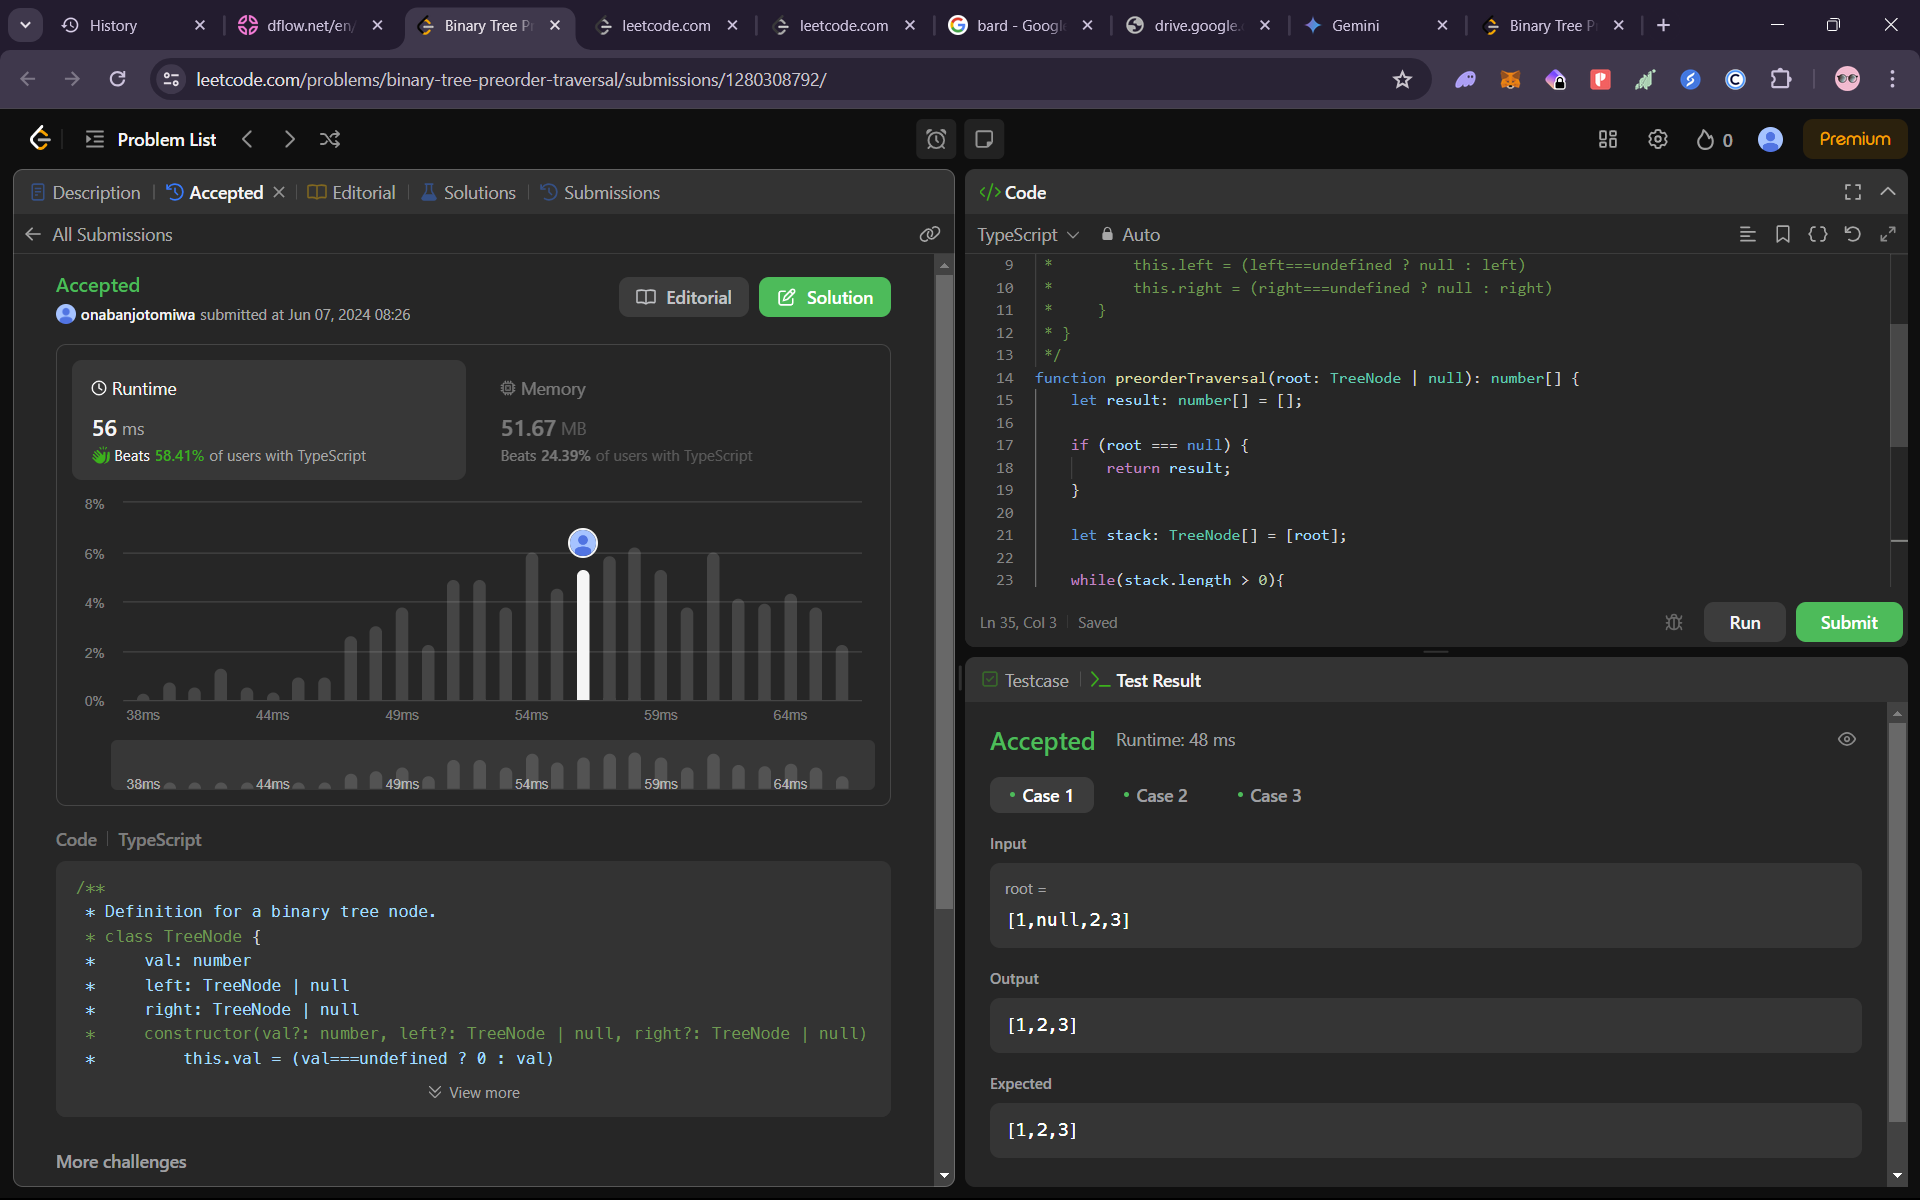 History
dflow.net/en/
Binary Tree P
leetcode.com
leetcode.com
bard - Google
drive.google.
Gemini
Binary Tree P
leetcode.com/problems/binary-tree-preorder-traversal/submissions/1280308792/
Problem List
0
Premium
Description
Accepted
Editorial
Solutions
Submissions
All Submissions
Accepted
onabanjotomiwa submitted at Jun 07, 2024 08:26
Editorial
Solution
Runtime
56 ms
Beats 58.41% of users with TypeScript
Memory
51.67 MB
Beats 24.39% of users with TypeScript
8%
6%
4%
2%
0%
38ms 44ms 49ms 54ms 59ms 64ms
38ms 44ms 49ms 54ms 59ms 64ms
Code | TypeScript
/**
 * Definition for a binary tree node.
 * class TreeNode {
 *     val: number
 *     left: TreeNode | null
 *     right: TreeNode | null
 *     constructor(val?: number, left?: TreeNode | null, right?: TreeNode | null)
 *         this.val = (val===undefined ? 0 : val)
View more
More challenges
</> Code
TypeScript
Auto
9 *         this.left = (left===undefined ? null : left)
10 *         this.right = (right===undefined ? null : right)
11 *     }
12 * }
13 */
14 function preorderTraversal(root: TreeNode | null): number[] {
15     let result: number[] = [];
16
17     if (root === null) {
18         return result;
19     }
20
21     let stack: TreeNode[] = [root];
22
23     while(stack.length > 0){
Ln 35, Col 3 | Saved
Run
Submit
Testcase
Test Result
Accepted
Runtime: 48 ms
Case 1
Case 2
Case 3
Input
root =
[1,null,2,3]
Output
[1,2,3]
Expected
[1,2,3]